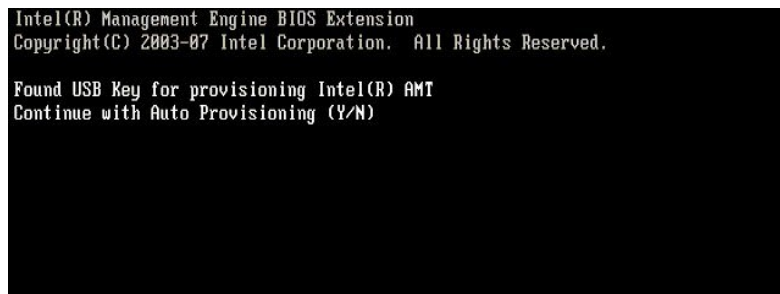 Intel(R) Management Engine BIOS Extension
Copyright(C) 2003-07 Intel Corporation.  All Rights Reserved.
Found USB Key for provisioning Intel(R) AMT
Continue with Auto Provisioning (Y/N)